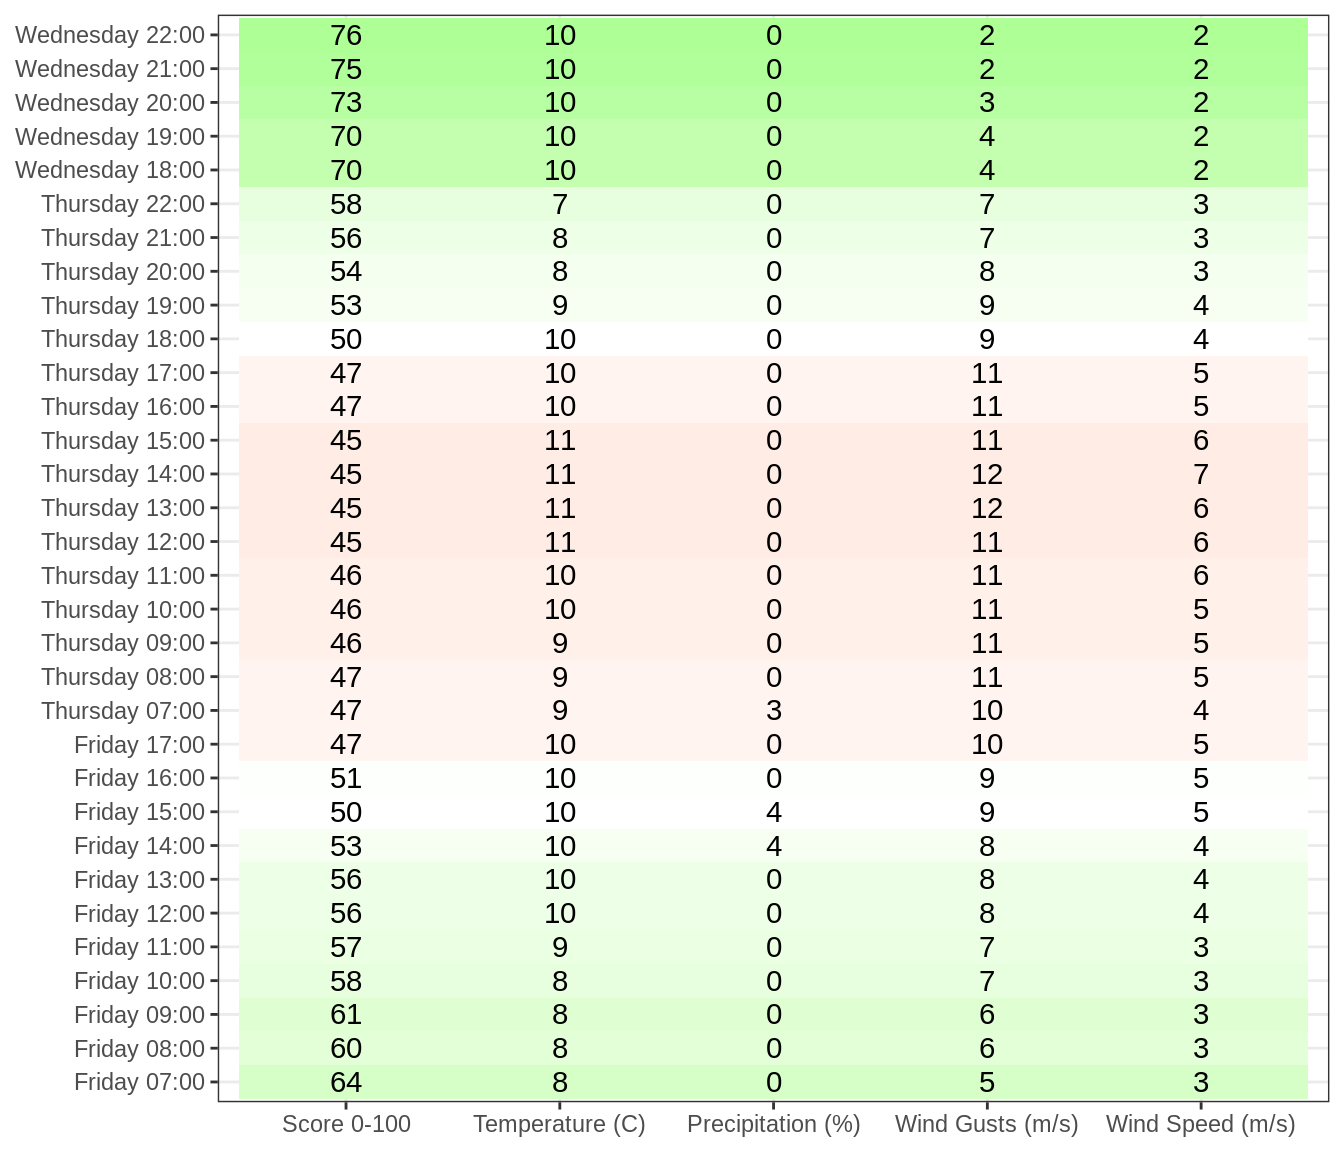 Wednesday 22:00 76 10 0 2 2
Wednesday 21:00 75 10 0 2 2
Wednesday 20:00 73 10 0 3 2
Wednesday 19:00 70 10 0 4 2
Wednesday 18:00 70 10 0 4 2
Thursday 22:00 58 7 0 7 3
Thursday 21:00 56 8 0 7 3
Thursday 20:00 54 8 0 8 3
Thursday 19:00 53 9 0 9 4
Thursday 18:00 50 10 0 9 4
Thursday 17:00 47 10 0 11 5
Thursday 16:00 47 10 0 11 5
Thursday 15:00 45 11 0 11 6
Thursday 14:00 45 11 0 12 7
Thursday 13:00 45 11 0 12 6
Thursday 12:00 45 11 0 11 6
Thursday 11:00 46 10 0 11 6
Thursday 10:00 46 10 0 11 5
Thursday 09:00 46 9 0 11 5
Thursday 08:00 47 9 0 11 5
Thursday 07:00 47 9 3 10 4
Friday 17:00 47 10 0 10 5
Friday 16:00 51 10 0 9 5
Friday 15:00 50 10 4 9 5
Friday 14:00 53 10 4 8 4
Friday 13:00 56 10 0 8 4
Friday 12:00 56 10 0 8 4
Friday 11:00 57 9 0 7 3
Friday 10:00 58 8 0 7 3
Friday 09:00 61 8 0 6 3
Friday 08:00 60 8 0 6 3
Friday 07:00 64 8 0 5 3
Score 0-100 Temperature (C) Precipitation (%) Wind Gusts (m/s) Wind Speed (m/s)